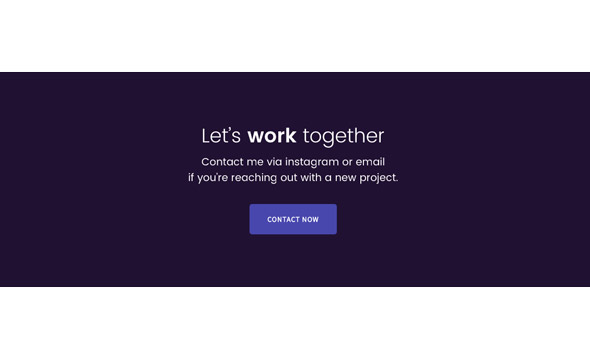 Let’s work together
Contact me via instagram or email
if you're reaching out with a new project.
CONTACT NOW